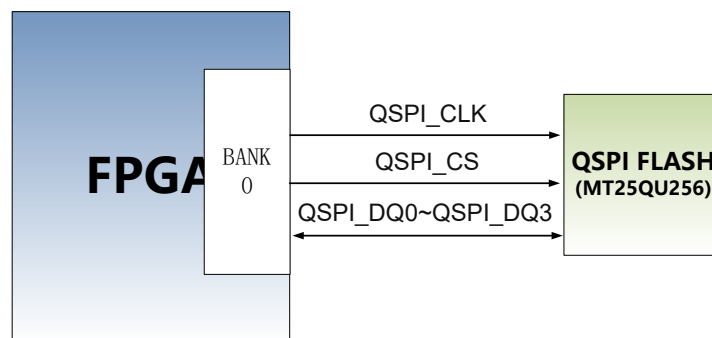 FPGA
BANK
0
QSPI_CLK
QSPI_CS
QSPI_DQ0~QSPI_DQ3
QSPI FLASH
(MT25QU256)